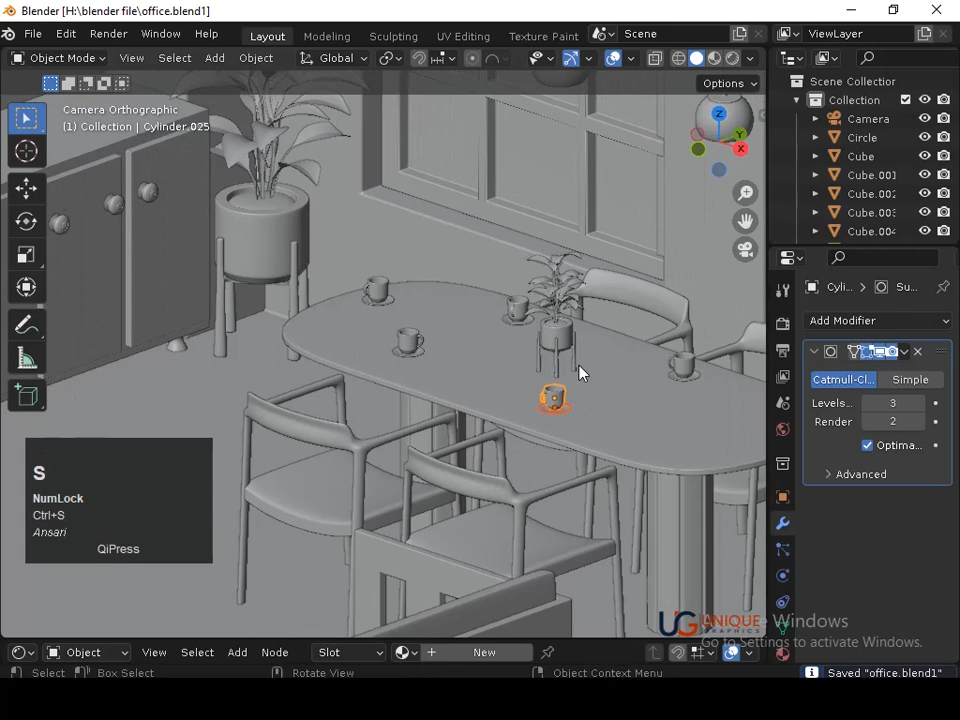 Blender [H:\blender file\office.blend1]
File Edit Render Window Help
Layout Modeling Sculpting UV Editing Texture Paint
Scene
ViewLayer
Object Mode View Select Add Object
Global
Options
Camera Orthographic
(1) Collection | Cylinder.025
Z
Y
X
Scene Collection
Collection
Camera
Circle
Cube
Cube.001
Cube.002
Cube.003
Cube.004
Cyli.. > Su..
Add Modifier
Catmull-Cl.. Simple
Levels... 3
Render 2
Optima...
Advanced
S
NumLock
Ctrl+S
Ansari
QiPress
UG UNIQUE
GRAPHICS
Windows
Go to Settings to activate Windows.
Object View Select Add Node Slot New
Select Box Select Rotate View Object Context Menu
Saved "office.blend1"